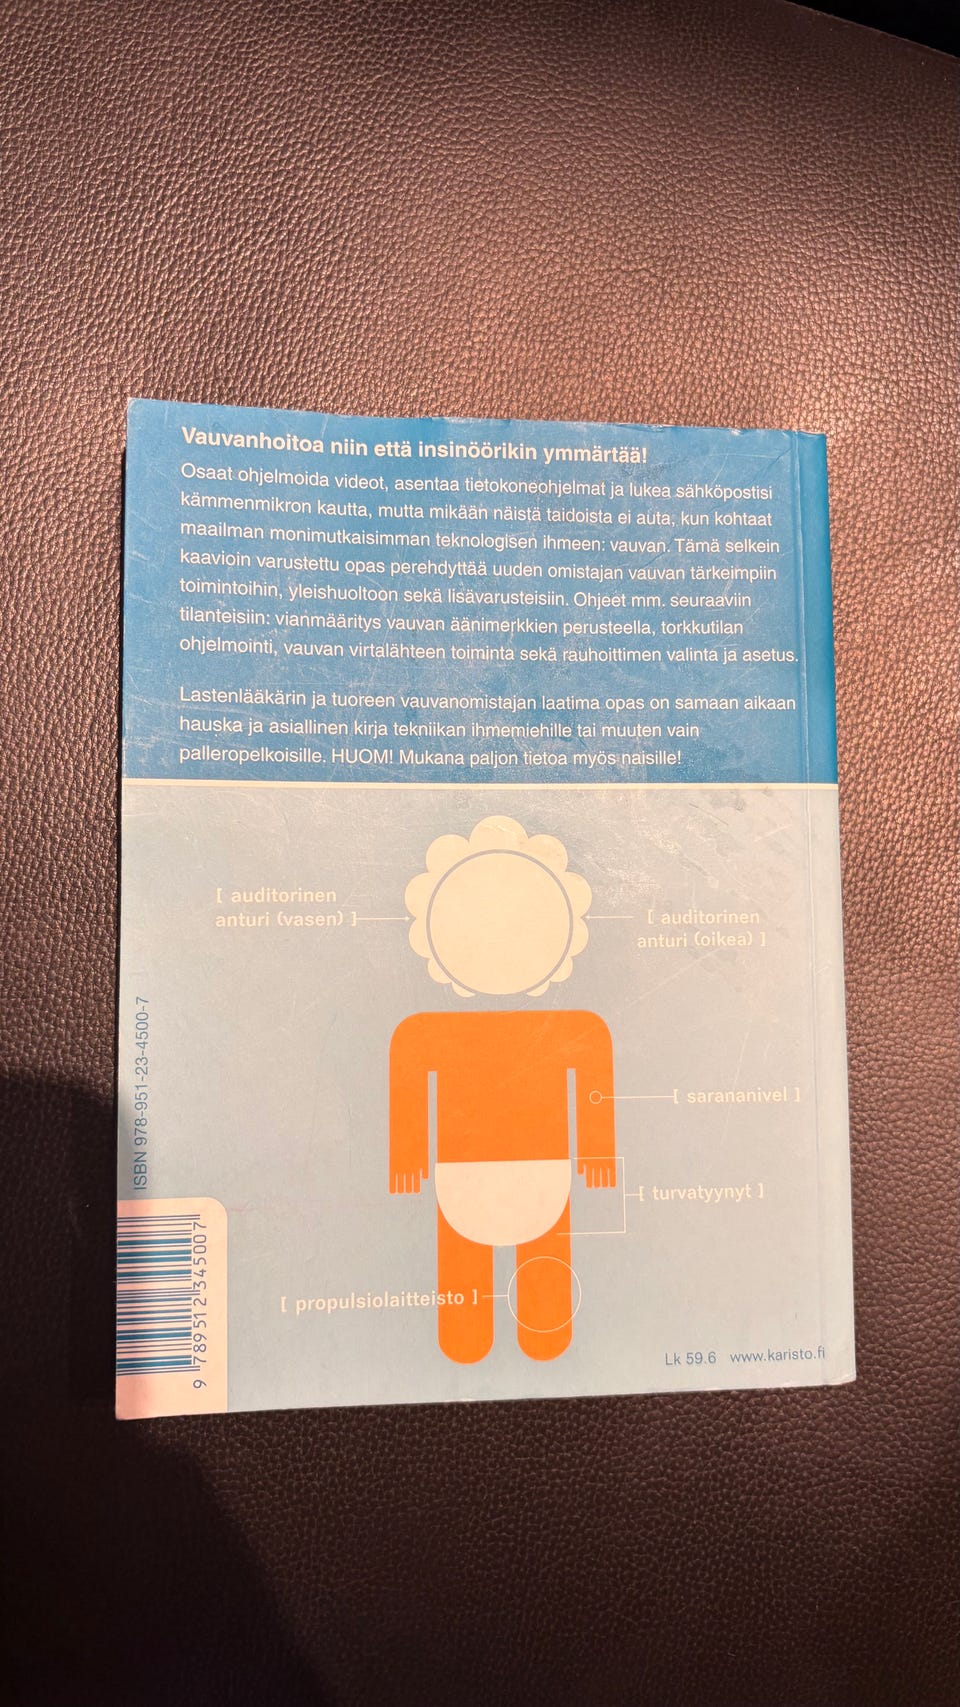 Vauvanhoitoa niin että insinöörikin ymmärtää!
Osaat ohjelmoida videot, asentaa tietokoneohjelmat ja lukea sähköpostisi
kämmenmikron kautta, mutta mikään näistä taidoista ei auta, kun kohtaat
maailman monimutkaisimman teknologisen ihmeen: vauvan. Tämä selkein
kaavioin varustettu opas perehdyttää uuden omistajan vauvan tärkeimpiin
toimintoihin, yleishuoltoon sekä lisävarusteisiin. Ohjeet mm. seuraaviin
tilanteisiin: vianmääritys vauvan äänimerkkien perusteella, torkkutilan
ohjelmointi, vauvan virtalähteen toiminta sekä rauhoittimen valinta ja asetus.
Lastenlääkärin ja tuoreen vauvanomistajan laatima opas on samaan aikaan
hauska ja asiallinen kirja tekniikan ihmemiehille tai muuten vain
palleropelkoisille. HUOM! Mukana paljon tietoa myös naisille!
[ auditorinen
anturi (vasen) ]
[ auditorinen
anturi (oikea) ]
[ sarananivel ]
[ turvatyynyt ]
[ propulsiolaitteisto ]
ISBN 978-951-23-4500-7
9 789512 345007
Lk 59.6 www.karisto.fi